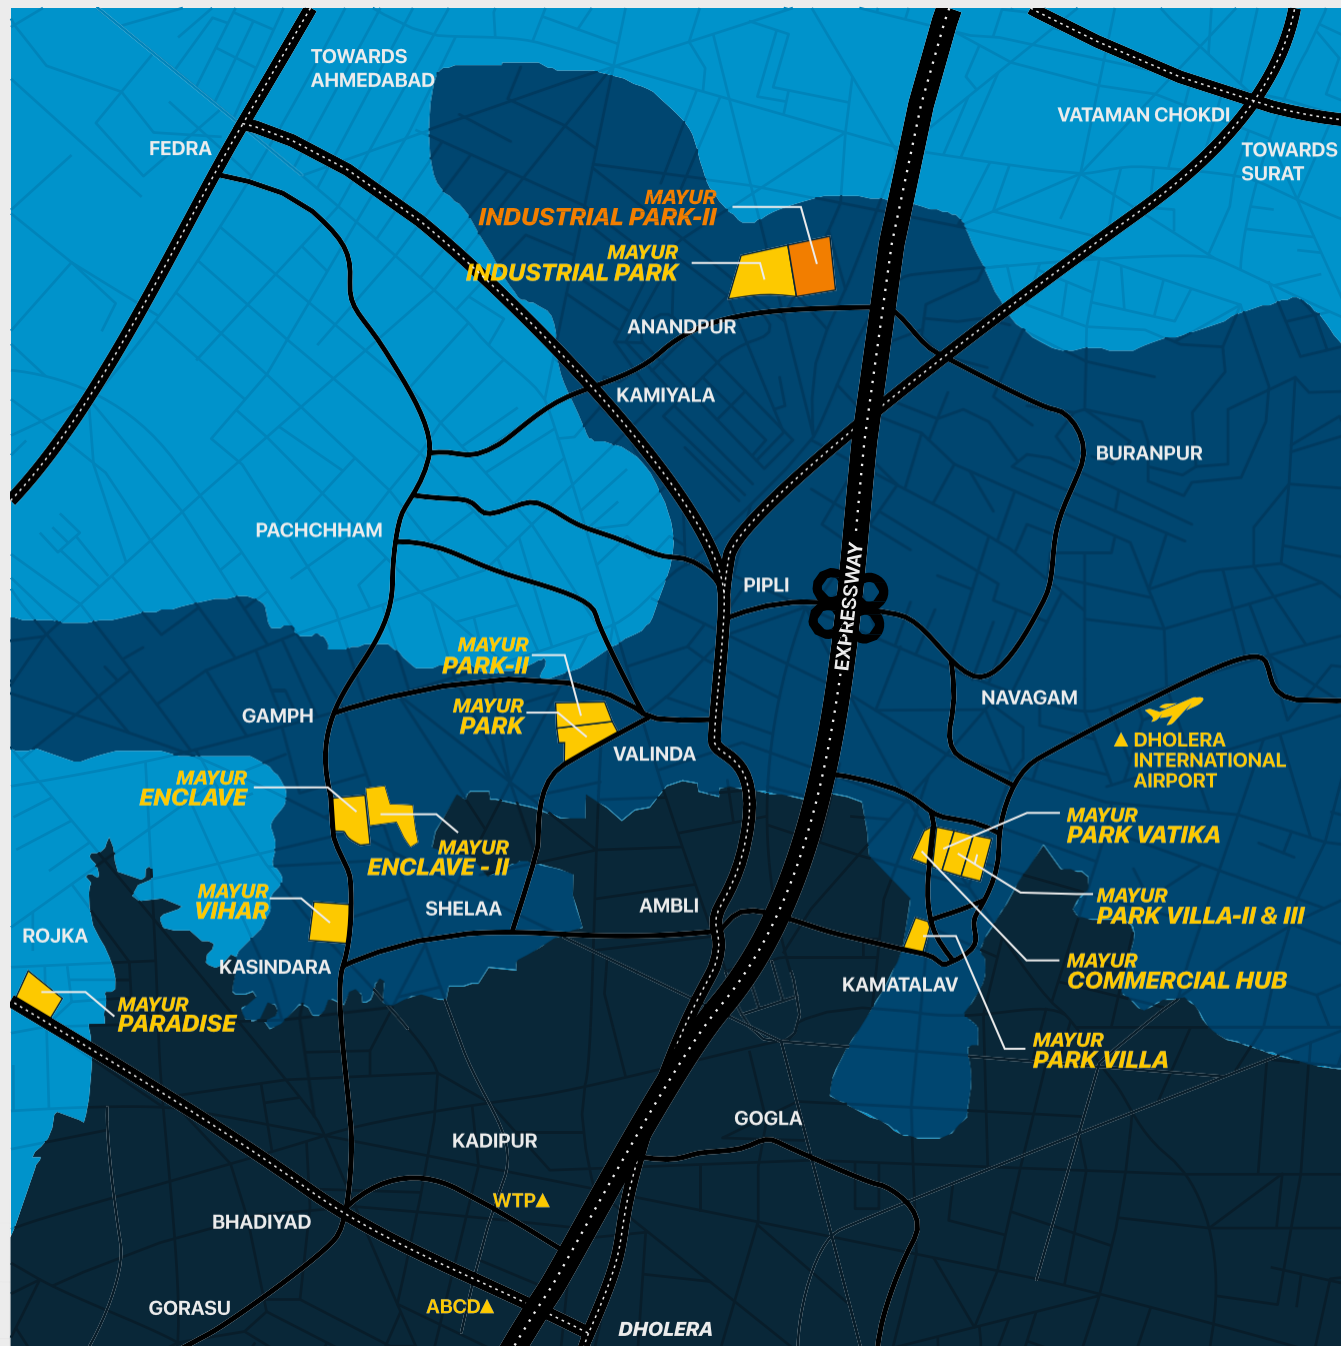 TOWARDS
AHMEDABAD
FEDRA
VATAMAN CHOKDI
TOWARDS
SURAT
MAYUR
INDUSTRIAL PARK-II
MAYUR
INDUSTRIAL PARK
ANANDPUR
KAMIYALA
BURANPUR
PACHCHHAM
EXPRESSWAY
PIPLI
MAYUR
PARK-II
MAYUR
PARK
GAMPH
VALINDA
NAVAGAM
DHOLERA
INTERNATIONAL
AIRPORT
MAYUR
ENCLAVE
MAYUR
ENCLAVE - II
MAYUR
PARK VATIKA
MAYUR
VIHAR
SHELAA
AMBLI
MAYUR
PARK VILLA-II & III
ROJKA
KASINDARA
KAMATALAV
MAYUR
COMMERCIAL HUB
MAYUR
PARADISE
MAYUR
PARK VILLA
GOGLA
KADIPUR
WTP
BHADIYAD
GORASU
ABCD
DHOLERA